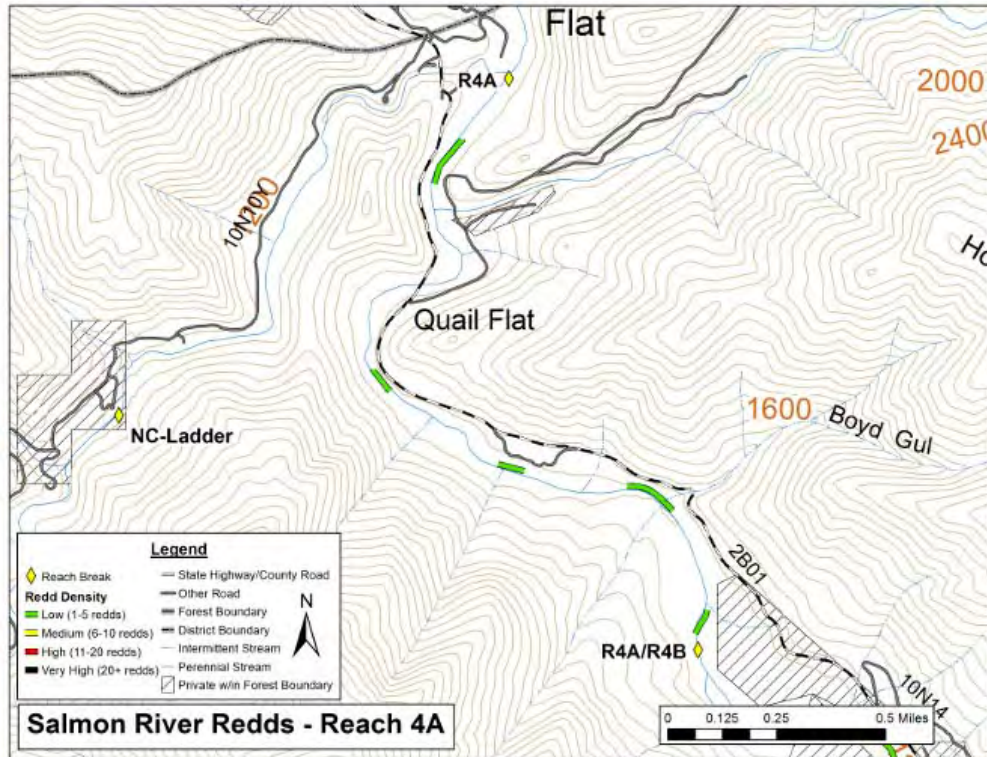 Flat
R4A
2000
2400
10N10Y
1200
Ho
Quail Flat
1600
Boyd Gul
NC-Ladder
2B01
R4A/R4B
10N14
Legend
Reach Break
Redd Density
Low (1-5 redds)
Medium (6-10 redds)
High (11-20 redds)
Very High (20+ redds)
State Highway/County Road
Other Road
Forest Boundary
District Boundary
Intermittent Stream
Perennial Stream
Private w/in Forest Boundary
N
Salmon River Redds - Reach 4A
0 0.125 0.25 0.5 Miles